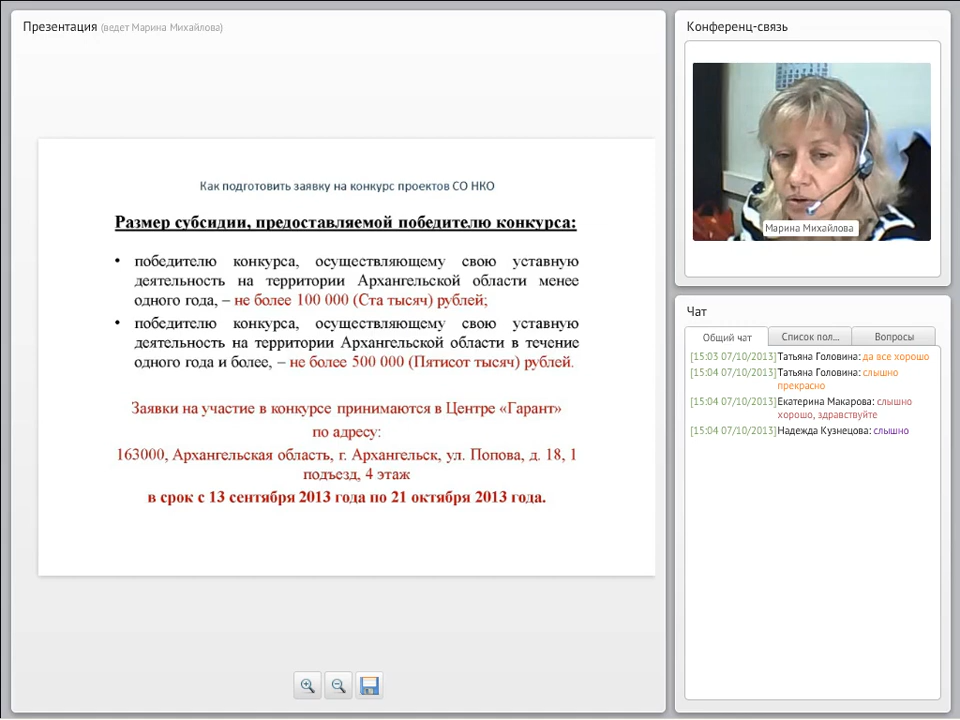 Презентация (ведет Марина Михайлова)
Как подготовить заявку на конкурс проектов СО НКО
Размер субсидии, предоставляемой победителю конкурса:
• победителю конкурса, осуществляющему свою уставную
деятельность на территории Архангельской области менее
одного года, – не более 100 000 (Ста тысяч) рублей;
• победителю конкурса, осуществляющему свою уставную
деятельность на территории Архангельской области в течение
одного года и более, – не более 500 000 (Пятисот тысяч) рублей.
Заявки на участие в конкурсе принимаются в Центре «Гарант»
по адресу:
163000, Архангельская область, г. Архангельск, ул. Попова, д. 18, 1
подъезд, 4 этаж
в срок с 13 сентября 2013 года по 21 октября 2013 года.
Конференц-связь
Марина Михайлова
Чат
Общий чат
Список пол...
Вопросы
[15:03 07/10/2013]Татьяна Головина: да все хорошо
[15:04 07/10/2013]Татьяна Головина: слышно
прекрасно
[15:04 07/10/2013]Екатерина Макарова: слышно
хорошо, здравствуйте
[15:04 07/10/2013]Надежда Кузнецова: слышно